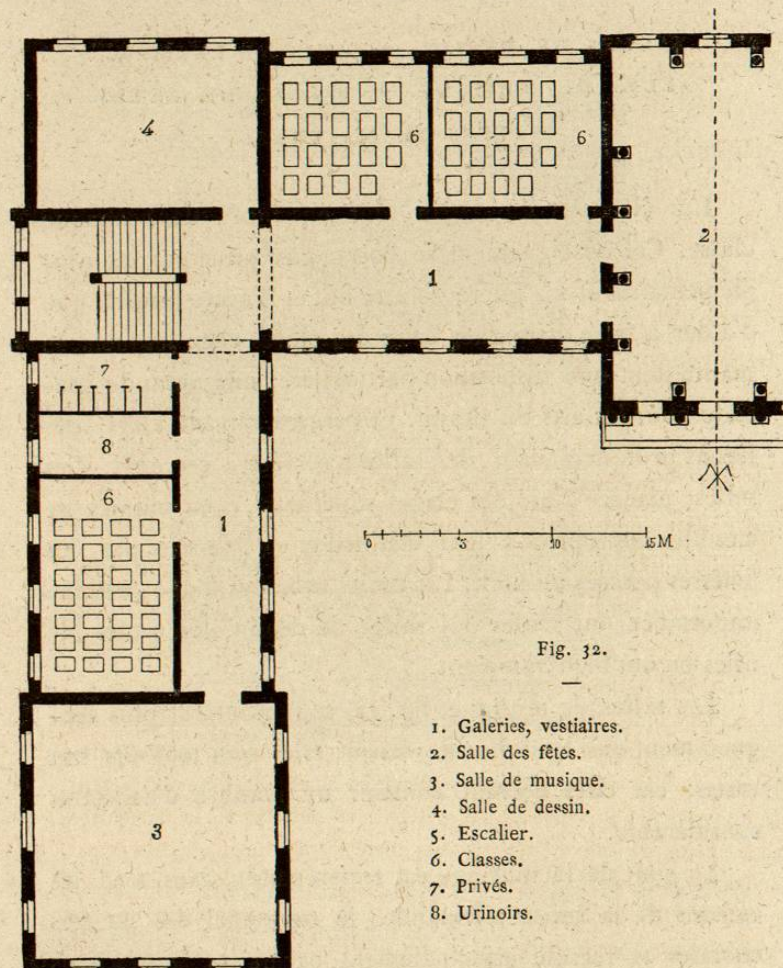 4
6
6
2
1
7
8
6
1
0 5 10 15M
Fig. 32.
3
1. Galeries, vestiaires.
2. Salle des fêtes.
3. Salle de musique.
4. Salle de dessin.
5. Escalier.
6. Classes.
7. Privés.
8. Urinoirs.